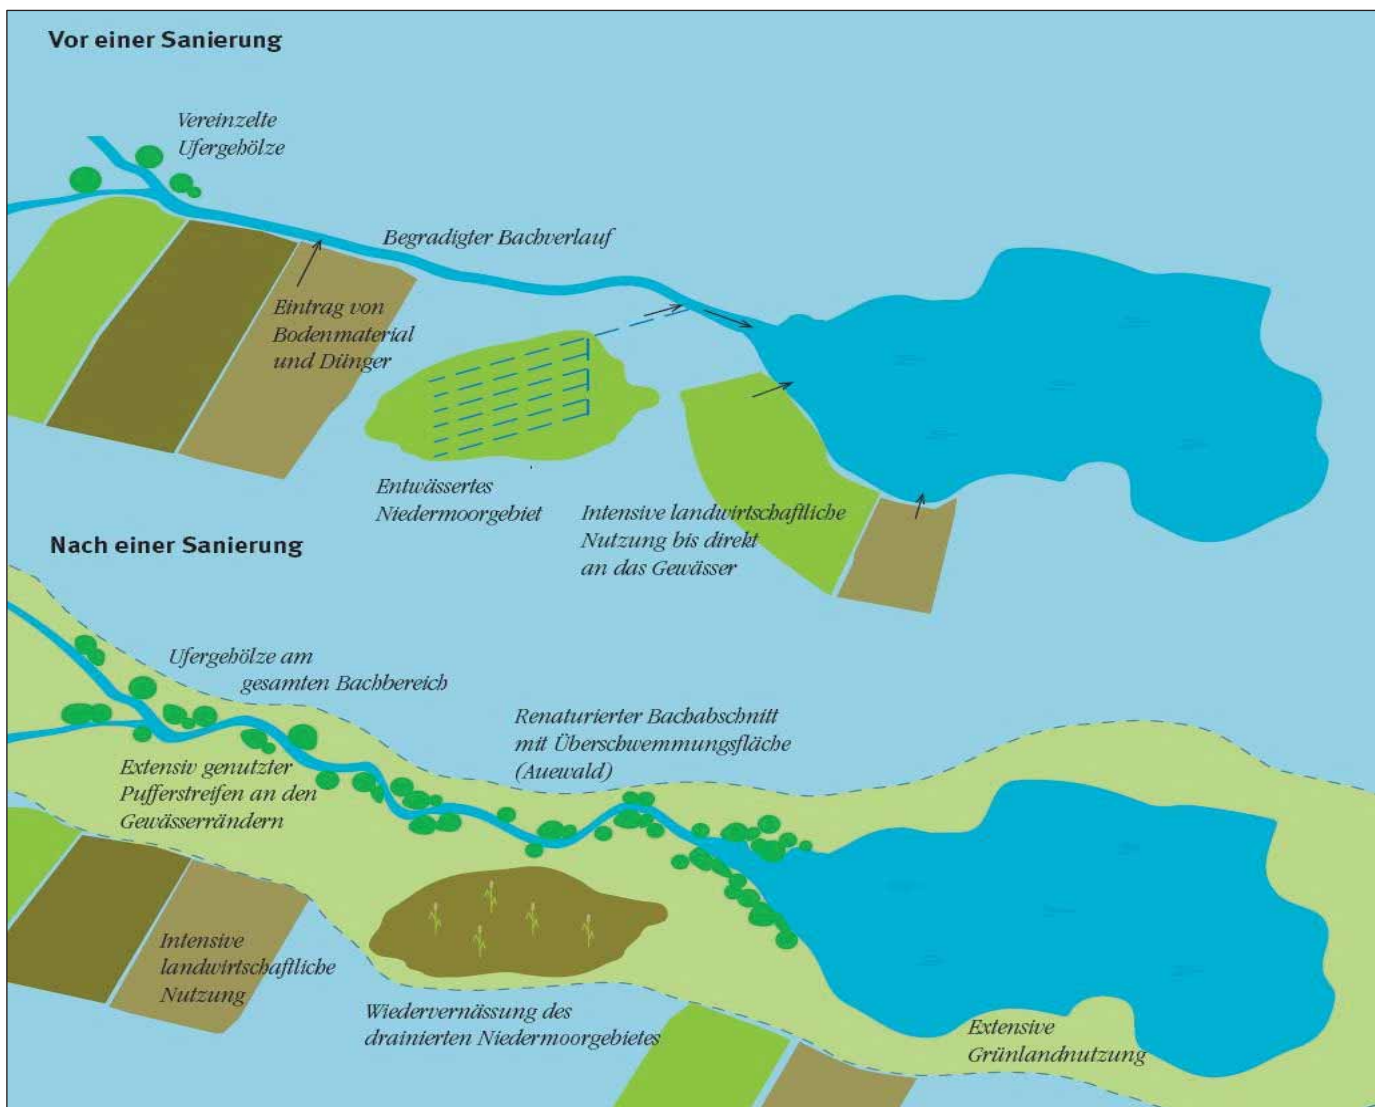 Vor einer Sanierung
Vereinzelte
Ufergehölze
Begradigter Bachverlauf
Eintrag von
Bodenmaterial
und Dünger
Entwässertes
Niedermoorgebiet
Intensive landwirtschaftliche
Nutzung bis direkt
an das Gewässer
Nach einer Sanierung
Ufergehölze am
gesamten Bachbereich
Renaturierter Bachabschnitt
mit Überschwemmungsfläche
(Auewald)
Extensiv genutzter
Pufferstreifen an den
Gewässerrändern
Intensive
landwirtschaftliche
Nutzung
Wiedervernässung des
drainierten Niedermoorgebietes
Extensive
Grünlandnutzung